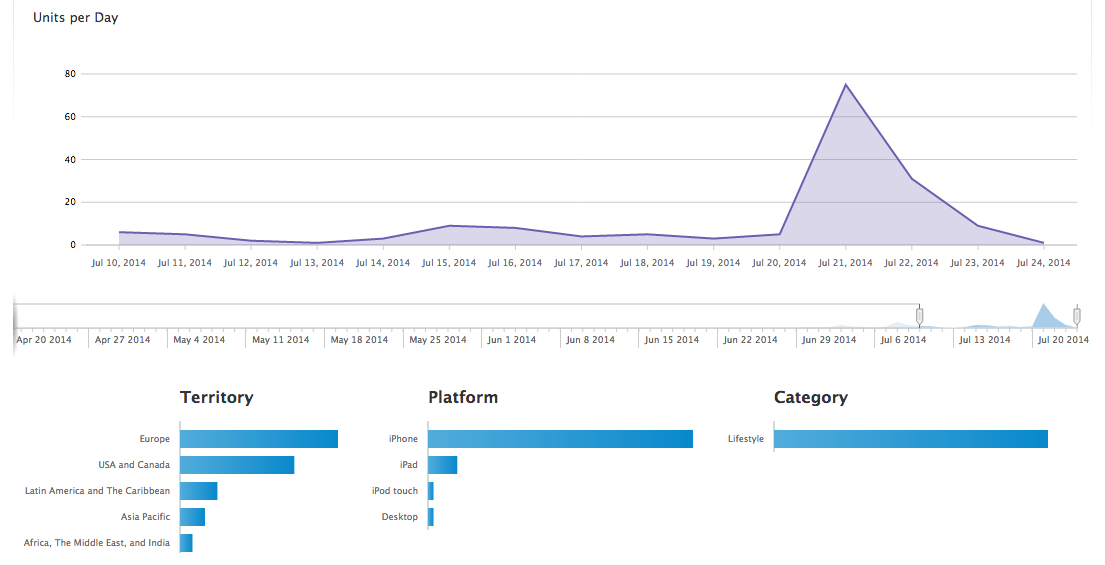 Units per Day
80
60
40
20
0
Jul 10, 2014 Jul 11, 2014 Jul 12, 2014 Jul 13, 2014 Jul 14, 2014 Jul 15, 2014 Jul 16, 2014 Jul 17, 2014 Jul 18, 2014 Jul 19, 2014 Jul 20, 2014 Jul 21, 2014 Jul 22, 2014 Jul 23, 2014 Jul 24, 2014
Apr 20 2014 Apr 27 2014 May 4 2014 May 11 2014 May 18 2014 May 25 2014 Jun 1 2014 Jun 8 2014 Jun 15 2014 Jun 22 2014 Jun 29 2014 Jul 6 2014 Jul 13 2014 Jul 20 2014
Territory
Europe
USA and Canada
Latin America and The Caribbean
Asia Pacific
Africa, The Middle East, and India
Platform
iPhone
iPad
iPod touch
Desktop
Category
Lifestyle